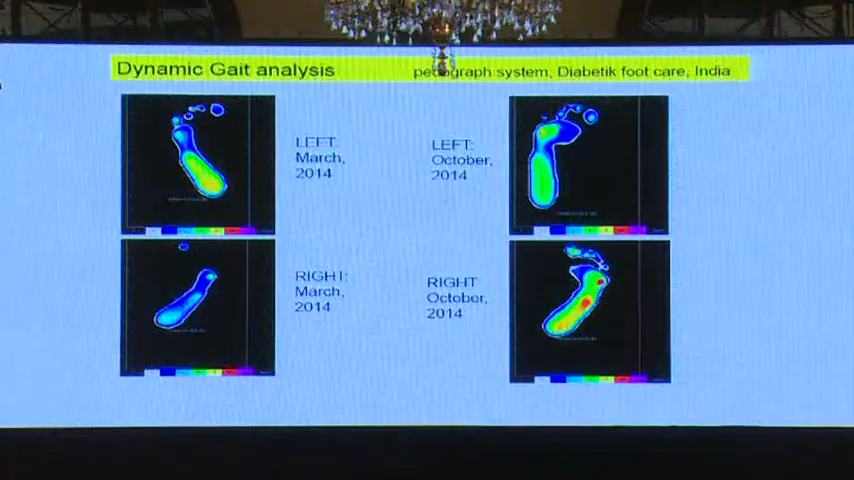 Dynamic Gait analysis
pedograph system, Diabetik foot care, India
LEFT:
March,
2014
LEFT:
October,
2014
RIGHT:
March,
2014
RIGHT
October,
2014